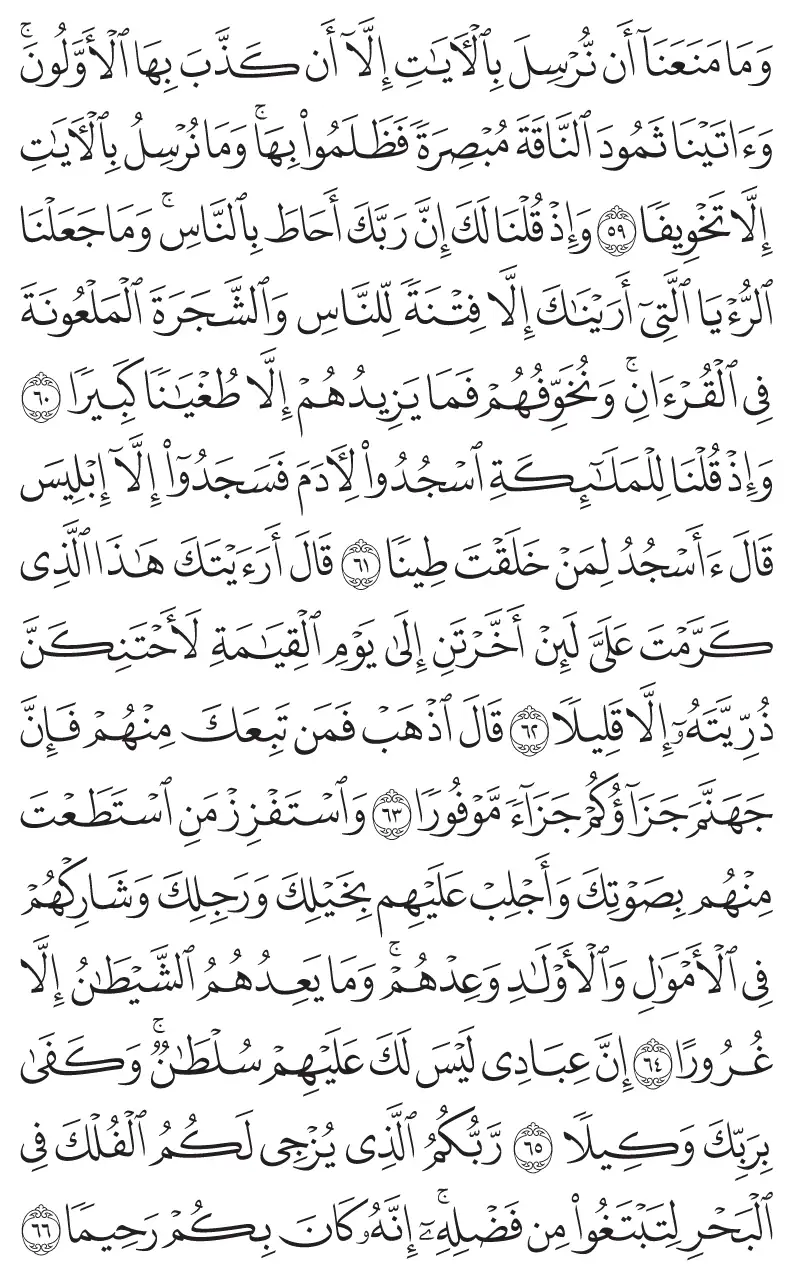 وَمَا مَنَعَنَآ أَن نُّرۡسِلَ بِٱلۡأٓيَٰتِ إِلَّآ أَن كَذَّبَ بِهَا ٱلۡأَوَّلُونَۚ
وَءَاتَيۡنَا ثَمُودَ ٱلنَّاقَةَ مُبۡصِرَةٗ فَظَلَمُواْ بِهَاۚ وَمَا نُرۡسِلُ بِٱلۡأٓيَٰتِ
إِلَّا تَخۡوِيفٗا ٥٩ وَإِذۡ قُلۡنَا لَكَ إِنَّ رَبَّكَ أَحَاطَ بِٱلنَّاسِۚ وَمَا جَعَلۡنَا
ٱلرُّءۡيَا ٱلَّتِيٓ أَرَيۡنَٰكَ إِلَّا فِتۡنَةٗ لِّلنَّاسِ وَٱلشَّجَرَةَ ٱلۡمَلۡعُونَةَ
فِي ٱلۡقُرۡءَانِۚ وَنُخَوِّفُهُمۡ فَمَا يَزِيدُهُمۡ إِلَّا طُغۡيَٰنٗا كَبِيرٗا ٦٠
وَإِذۡ قُلۡنَا لِلۡمَلَٰٓئِكَةِ ٱسۡجُدُواْ لِأٓدَمَ فَسَجَدُوٓاْ إِلَّآ إِبۡلِيسَ
قَالَ ءَأَسۡجُدُ لِمَنۡ خَلَقۡتَ طِينٗا ٦١ قَالَ أَرَءَيۡتَكَ هَٰذَا ٱلَّذِي
كَرَّمۡتَ عَلَيَّ لَئِنۡ أَخَّرۡتَنِ إِلَىٰ يَوۡمِ ٱلۡقِيَٰمَةِ لَأَحۡتَنِكَنَّ
ذُرِّيَّتَهُۥٓ إِلَّا قَلِيلٗا ٦٢ قَالَ ٱذۡهَبۡ فَمَن تَبِعَكَ مِنۡهُمۡ فَإِنَّ
جَهَنَّمَ جَزَآؤُكُمۡ جَزَآءٗ مَّوۡفُورٗا ٦٣ وَٱسۡتَفۡزِزۡ مَنِ ٱسۡتَطَعۡتَ
مِنۡهُم بِصَوۡتِكَ وَأَجۡلِبۡ عَلَيۡهِم بِخَيۡلِكَ وَرَجِلِكَ وَشَارِكۡهُمۡ
فِي ٱلۡأَمۡوَٰلِ وَٱلۡأَوۡلَٰدِ وَعِدۡهُمۡۚ وَمَا يَعِدُهُمُ ٱلشَّيۡطَٰنُ إِلَّا
غُرُورًا ٦٤ إِنَّ عِبَادِي لَيۡسَ لَكَ عَلَيۡهِمۡ سُلۡطَٰنٞۚ وَكَفَىٰ
بِرَبِّكَ وَكِيلٗا ٦٥ رَّبُّكُمُ ٱلَّذِي يُزۡجِي لَكُمُ ٱلۡفُلۡكَ فِي
ٱلۡبَحۡرِ لِتَبۡتَغُواْ مِن فَضۡلِهِۦٓۚ إِنَّهُۥ كَانَ بِكُمۡ رَحِيمٗا ٦٦